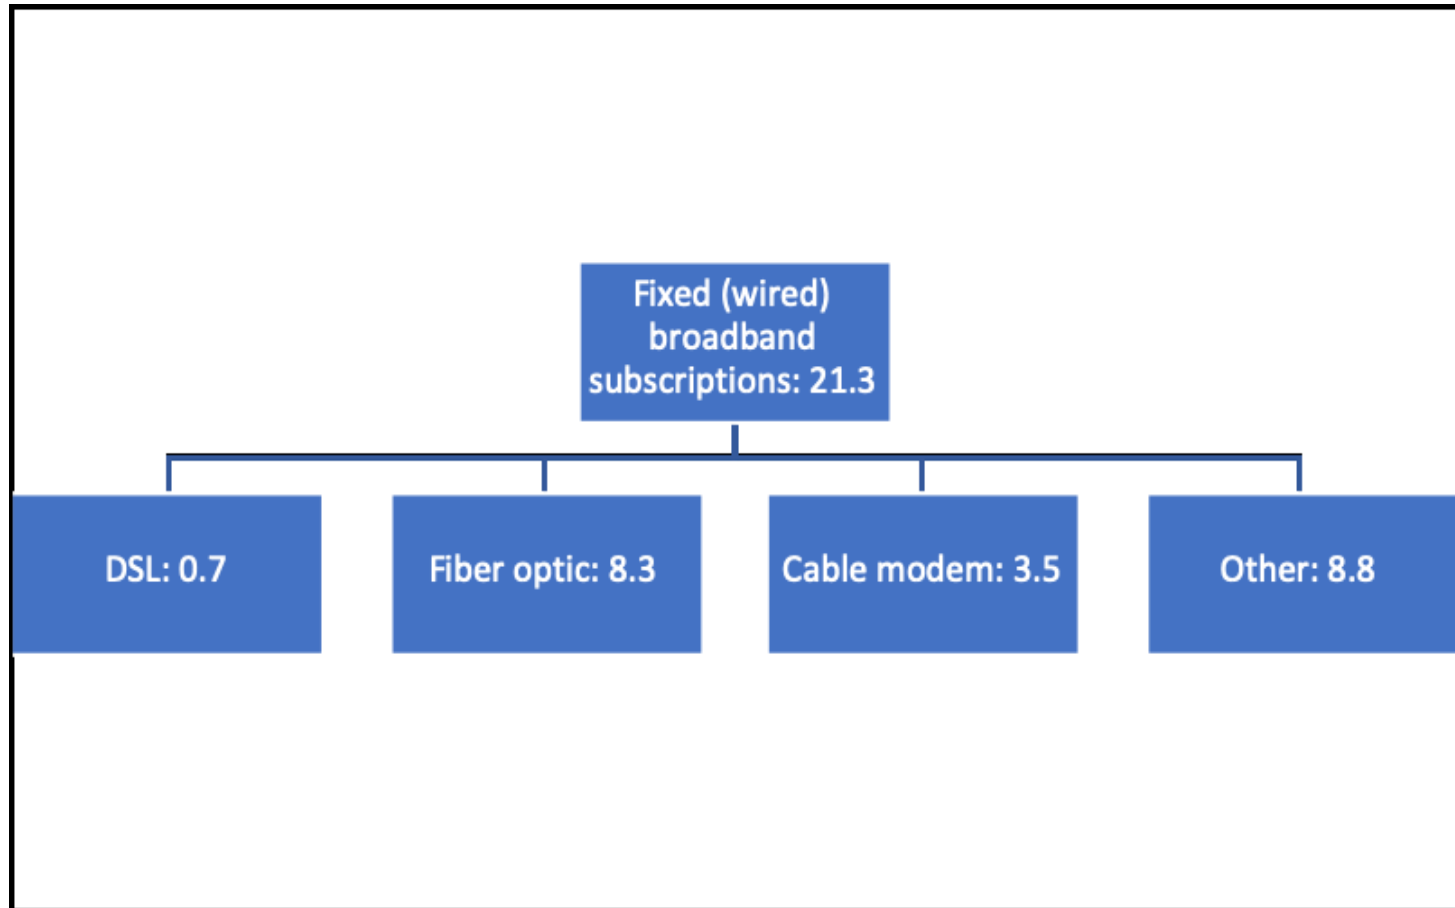 Fixed (wired)
broadband
subscriptions: 21.3
DSL: 0.7
Fiber optic: 8.3
Cable modem: 3.5
Other: 8.8